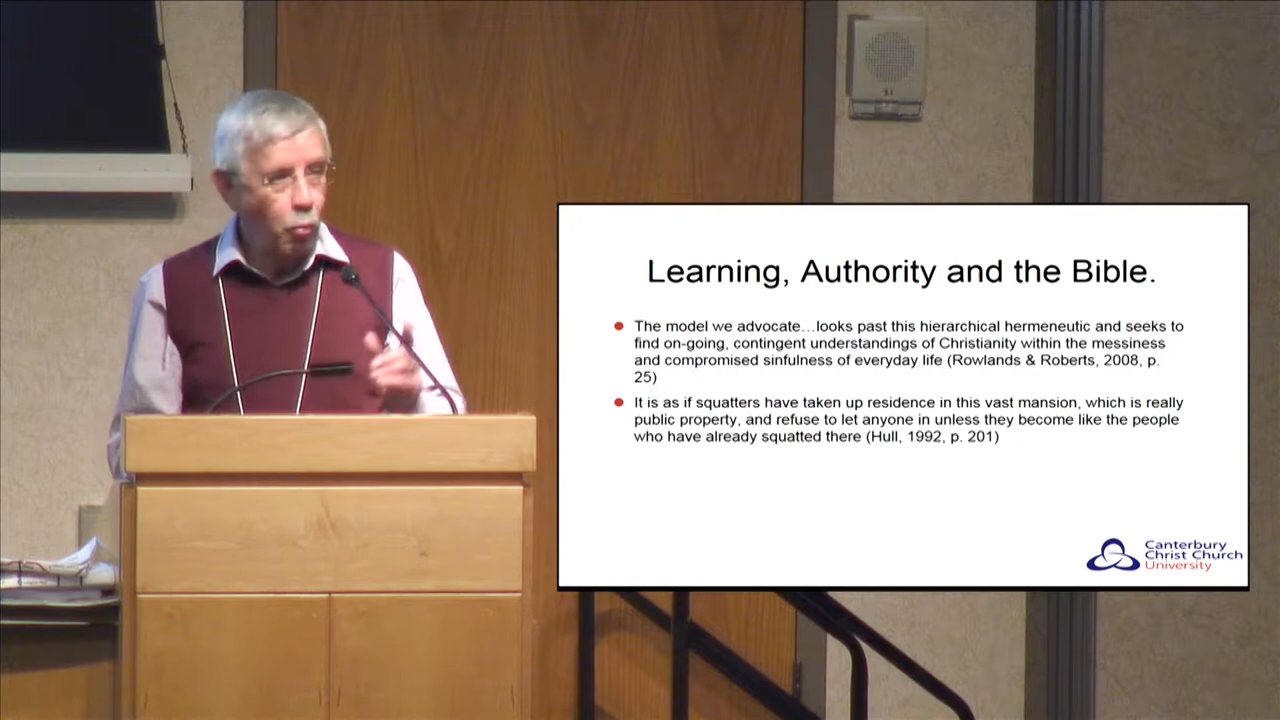 Learning, Authority and the Bible.
The model we advocate…looks past this hierarchical hermeneutic and seeks to
find on-going, contingent understandings of Christianity within the messiness
and compromised sinfulness of everyday life (Rowlands & Roberts, 2008, p.
25)
It is as if squatters have taken up residence in this vast mansion, which is really
public property, and refuse to let anyone in unless they become like the people
who have already squatted there (Hull, 1992, p. 201)
Canterbury
Christ Church
University